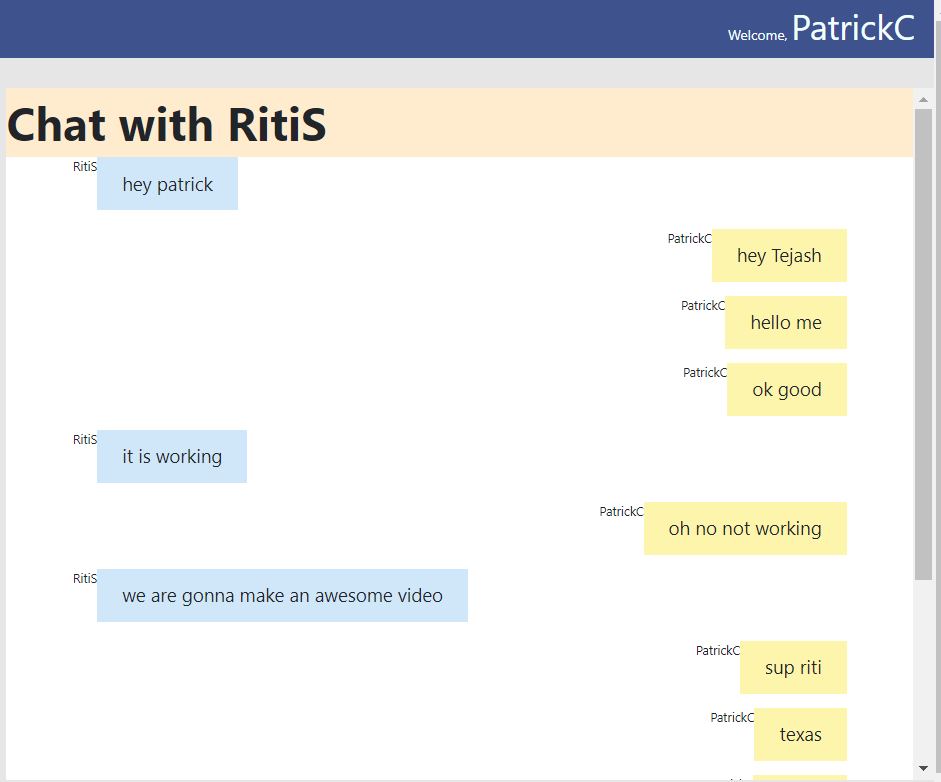 Welcome, PatrickC
Chat with RitiS
RitiS
hey patrick
PatrickC
hey Tejash
PatrickC
hello me
PatrickC
ok good
RitiS
it is working
PatrickC
oh no not working
RitiS
we are gonna make an awesome video
PatrickC
sup riti
PatrickC
texas